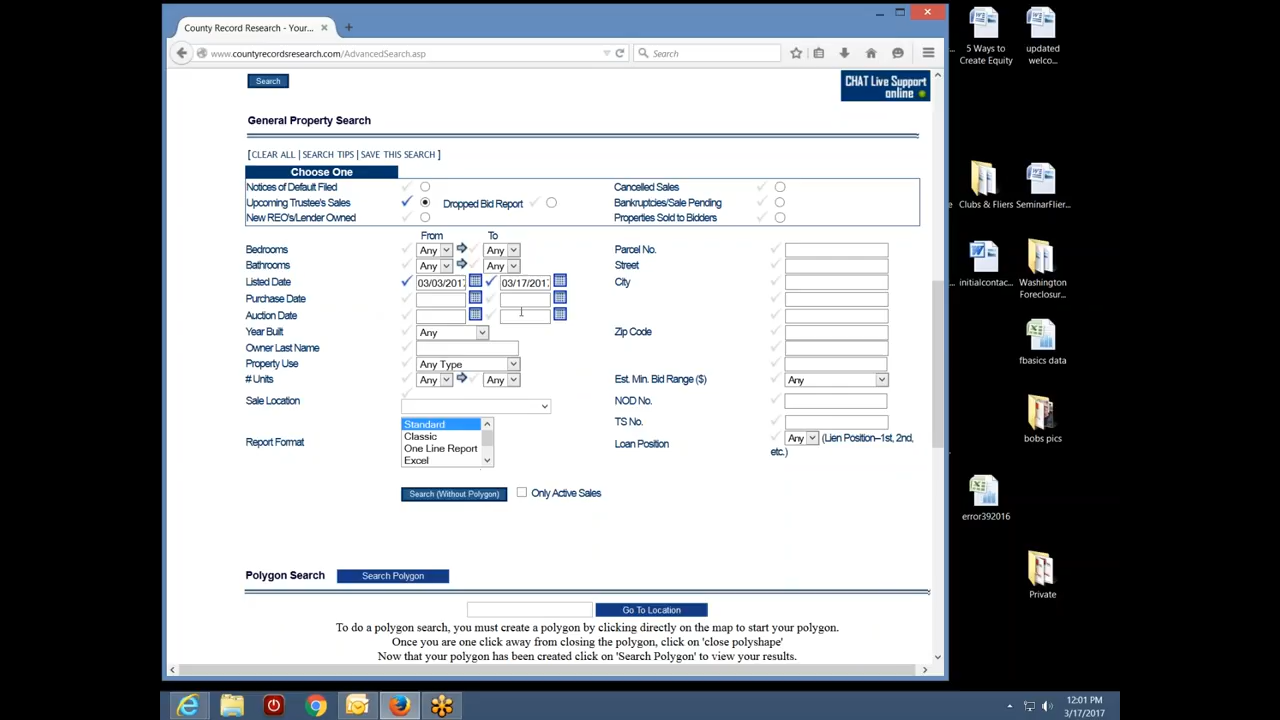 County Record Research - Your...
www.countyrecordsresearch.com/AdvancedSearch.asp
Search
5 Ways to
Create Equity
updated
welco...
Search
CHAT Live Support
online
General Property Search
[CLEAR ALL | SEARCH TIPS | SAVE THIS SEARCH ]
Choose One
Notices of Default Filed
Cancelled Sales
Upcoming Trustee's Sales
Dropped Bid Report
Bankruptcies/Sale Pending
New REO's/Lender Owned
Properties Sold to Bidders
Clubs & Fliers
SeminarFlier...
From To
Bedrooms Any Any Parcel No.
Bathrooms Any Any Street
Listed Date 03/03/201 03/17/201 City
Purchase Date
Auction Date
Year Built Any Zip Code
Owner Last Name
Property Use Any Type
# Units Any Any Est. Min. Bid Range ($) Any
Sale Location NOD No.
TS No.
Report Format
Standard
Classic
One Line Report
Excel
Loan Position Any (Lien Position--1st, 2nd,
etc.)
Search (Without Polygon) Only Active Sales
initialcontac...
Washington
Foreclosur...
fbasics data
bobs pics
error392016
Private
Polygon Search Search Polygon
Go To Location
To do a polygon search, you must create a polygon by clicking directly on the map to start your polygon.
Once you are one click away from closing the polygon, click on 'close polyshape'
Now that your polygon has been created click on 'Search Polygon' to view your results.
12:01 PM
3/17/2017